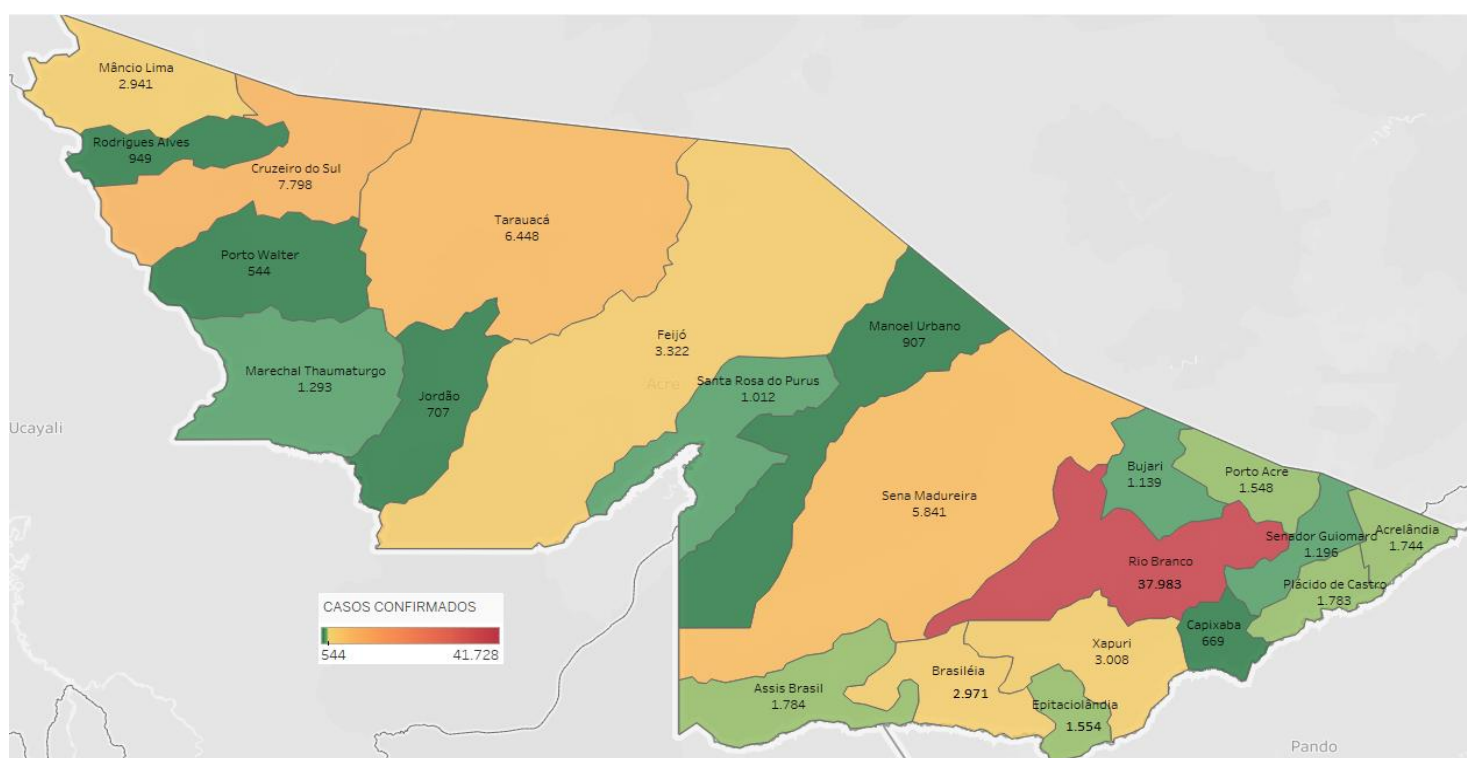 Mâncio Lima
2.941
Rodrigues Alves
949
Cruzeiro do Sul
7.798
Tarauacá
6.448
Porto Walter
544
Manoel Urbano
907
Feijó
3.322
Marechal Thaumaturgo
1.293
Santa Rosa do Purus
1.012
Acre
Jordão
707
Ucayali
Bujari
1.139
Porto Acre
1.548
Sena Madureira
5.841
Senador Guiomard
1.196
Acrelândia
1.744
Rio Branco
37.983
Plácido de Castro
1.783
CASOS CONFIRMADOS
544 41.728
Capixaba
669
Xapuri
3.008
Brasiléia
2.971
Assis Brasil
1.784
Epitaciolândia
1.554
Pando